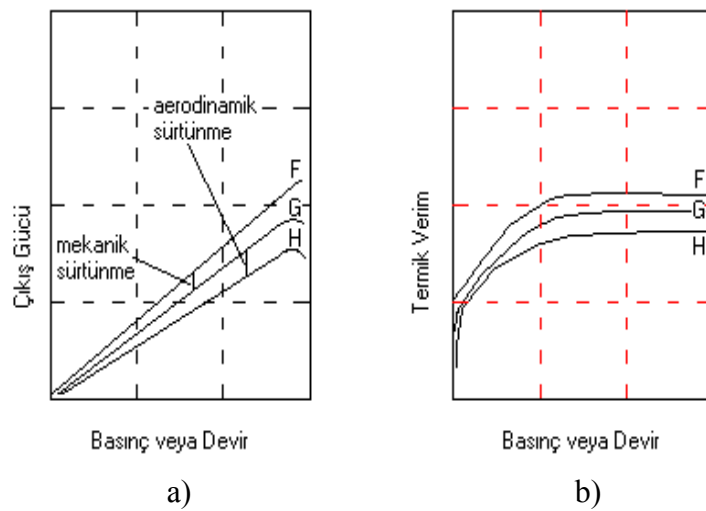 aerodinamik
sürtünme
mekanik
sürtünme
F
G
H
Çıkış Gücü
Basınç veya Devir
a)
F
G
H
Termik Verim
Basınç veya Devir
b)